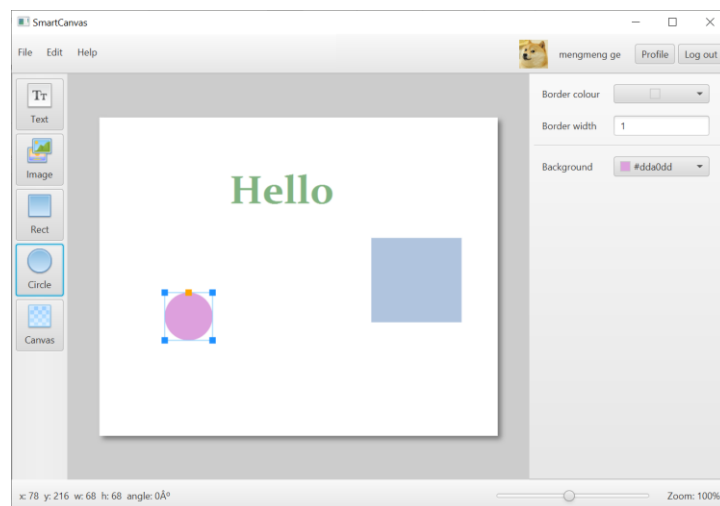 SmartCanvas
File Edit Help
mengmeng ge
Profile
Log out
Tт
Text
Image
Rect
Circle
Canvas
Hello
Border colour
Border width 1
Background #dda0dd
x: 78 y: 216 w: 68 h: 68 angle: 0Âº
Zoom: 100%